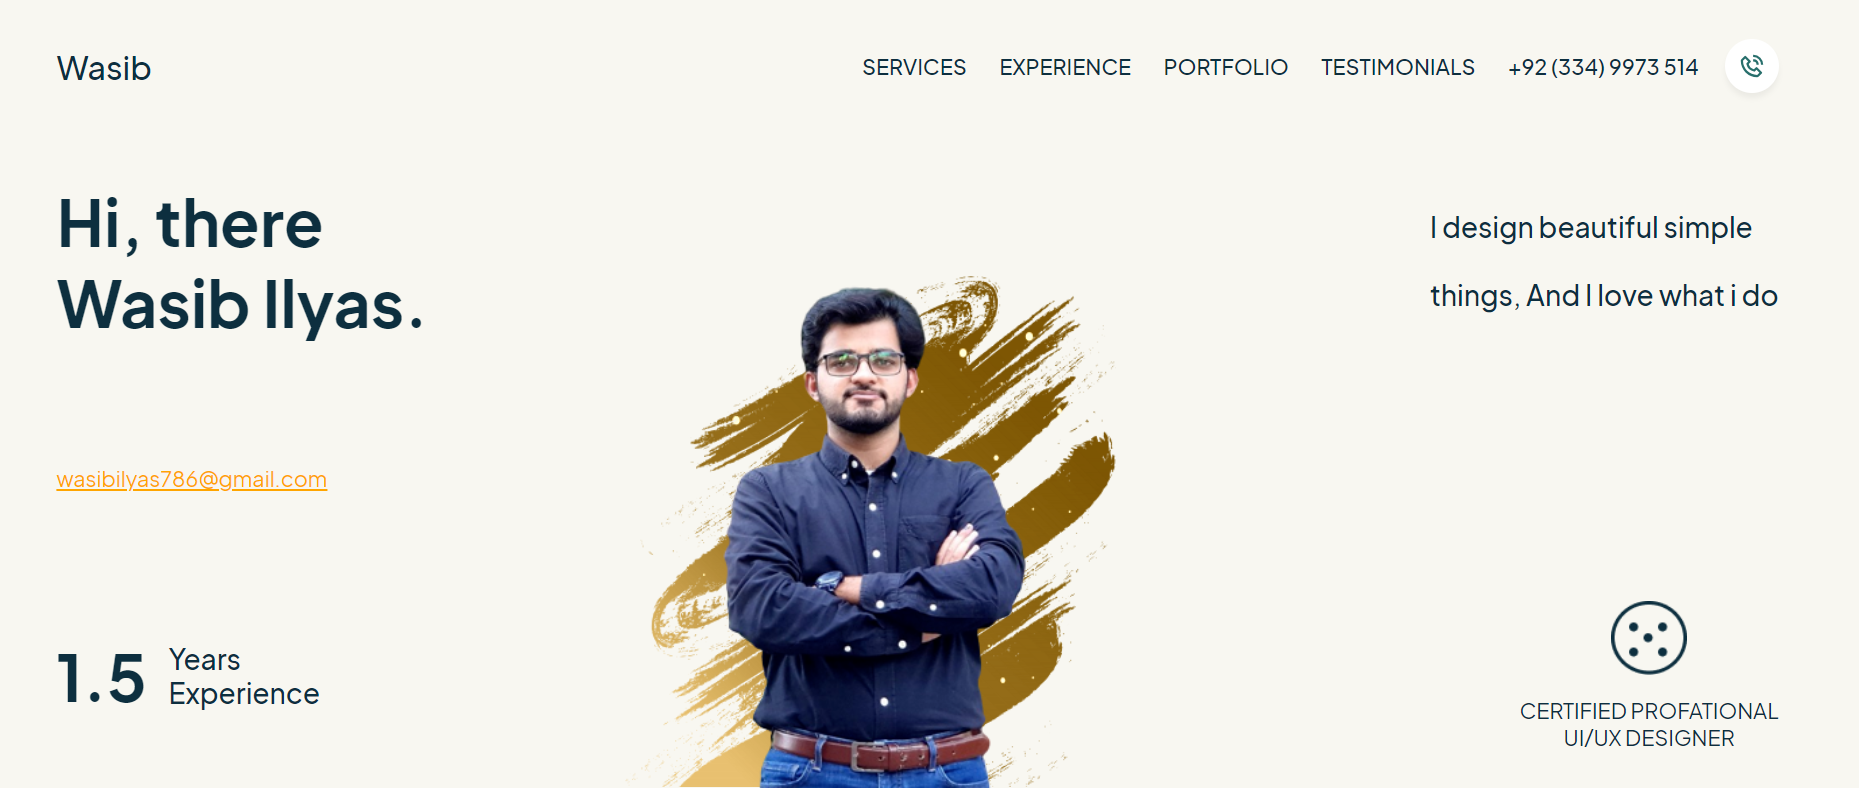 Wasib
SERVICES EXPERIENCE PORTFOLIO TESTIMONIALS +92 (334) 9973 514
Hi, there
Wasib Ilyas.
I design beautiful simple
things, And I love what i do
wasibilyas786@gmail.com
1.5 Years
Experience
CERTIFIED PROFATIONAL
UI/UX DESIGNER